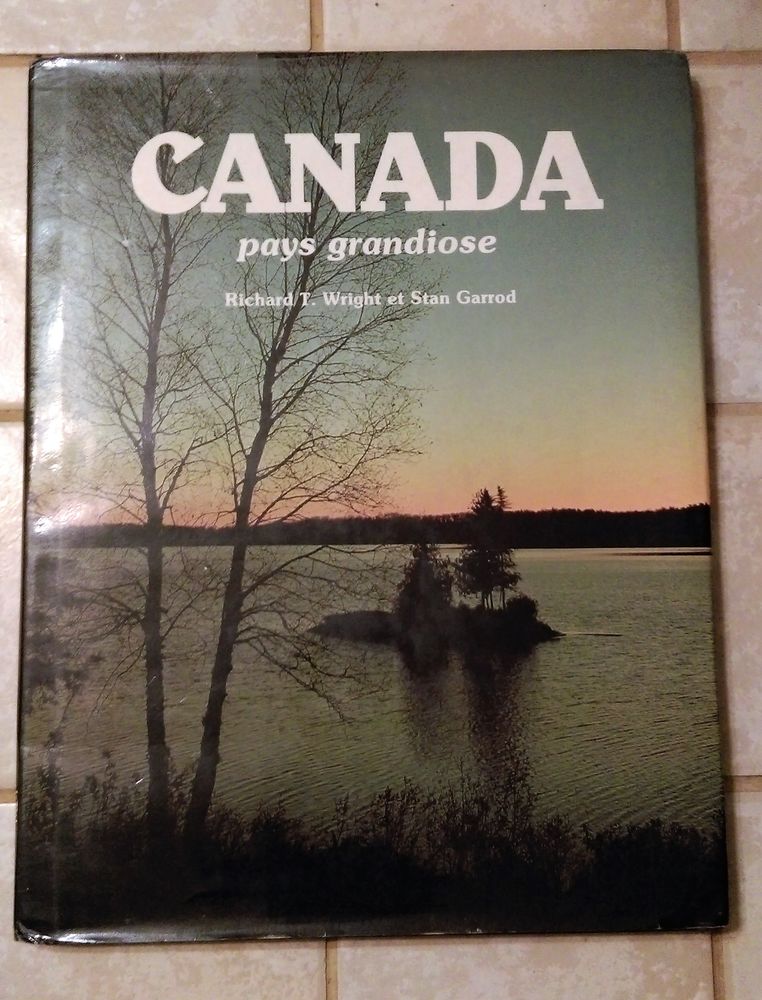 CANADA
pays grandiose
Richard T. Wright et Stan Garrod